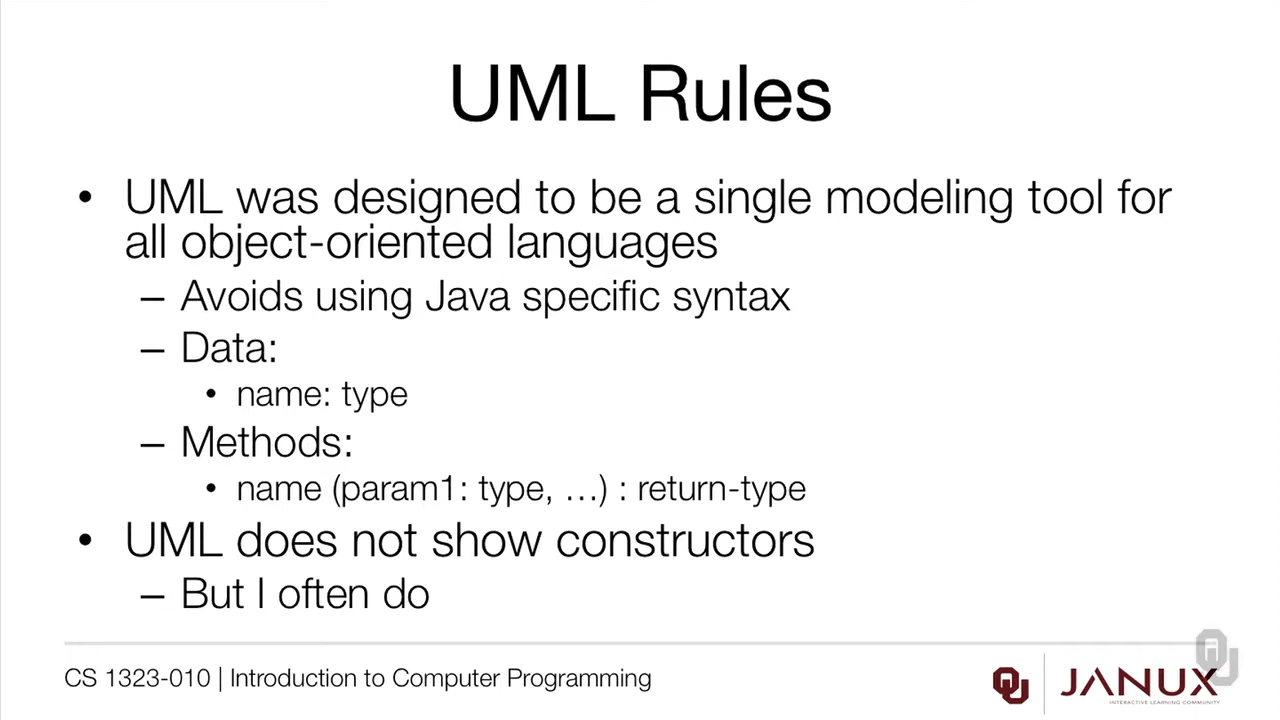 UML Rules
• UML was designed to be a single modeling tool for
all object-oriented languages
– Avoids using Java specific syntax
– Data:
• name: type
– Methods:
• name (param1: type, …) : return-type
• UML does not show constructors
– But I often do
CS 1323-010 | Introduction to Computer Programming
OU
JANUX
INTERACTIVE LEARNING COMMUNITY
OU